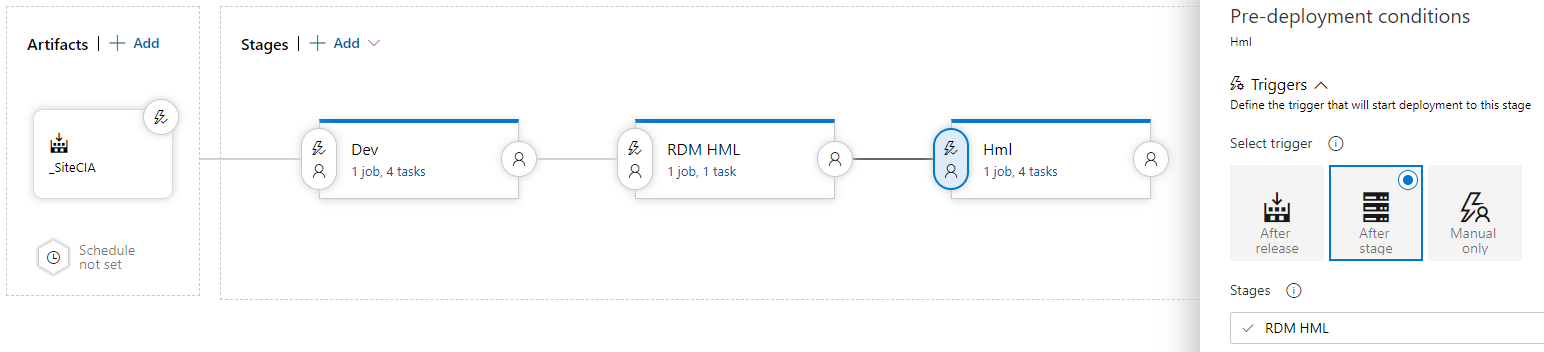 Artifacts | + Add
_SiteCIA
Schedule
not set
Stages | + Add
Dev
1 job, 4 tasks
RDM HML
1 job, 1 task
Hml
1 job, 4 tasks
Pre-deployment conditions
Hml
Triggers
Define the trigger that will start deployment to this stage
Select trigger
After
release
After
stage
Manual
only
Stages
RDM HML